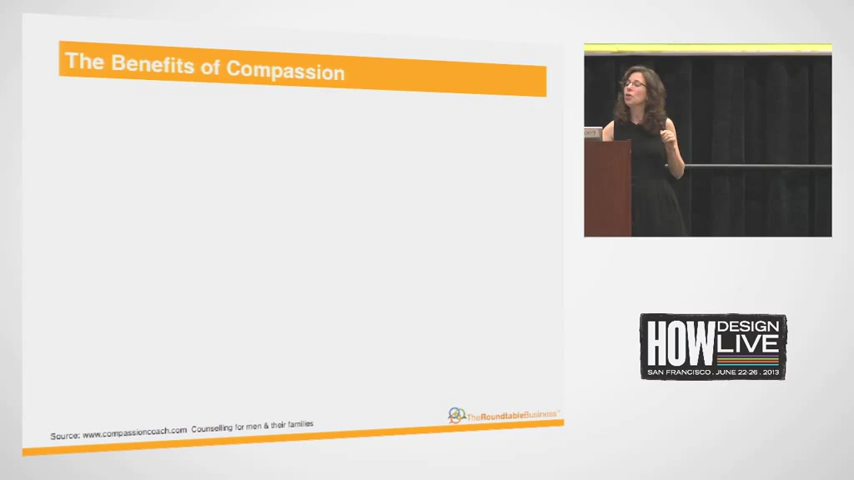 The Benefits of Compassion
Source: www.compassioncoach.com Counselling for men & their families
TheRoundtableBusiness™
HOW DESIGN LIVE
SAN FRANCISCO . JUNE 22-26 . 2013